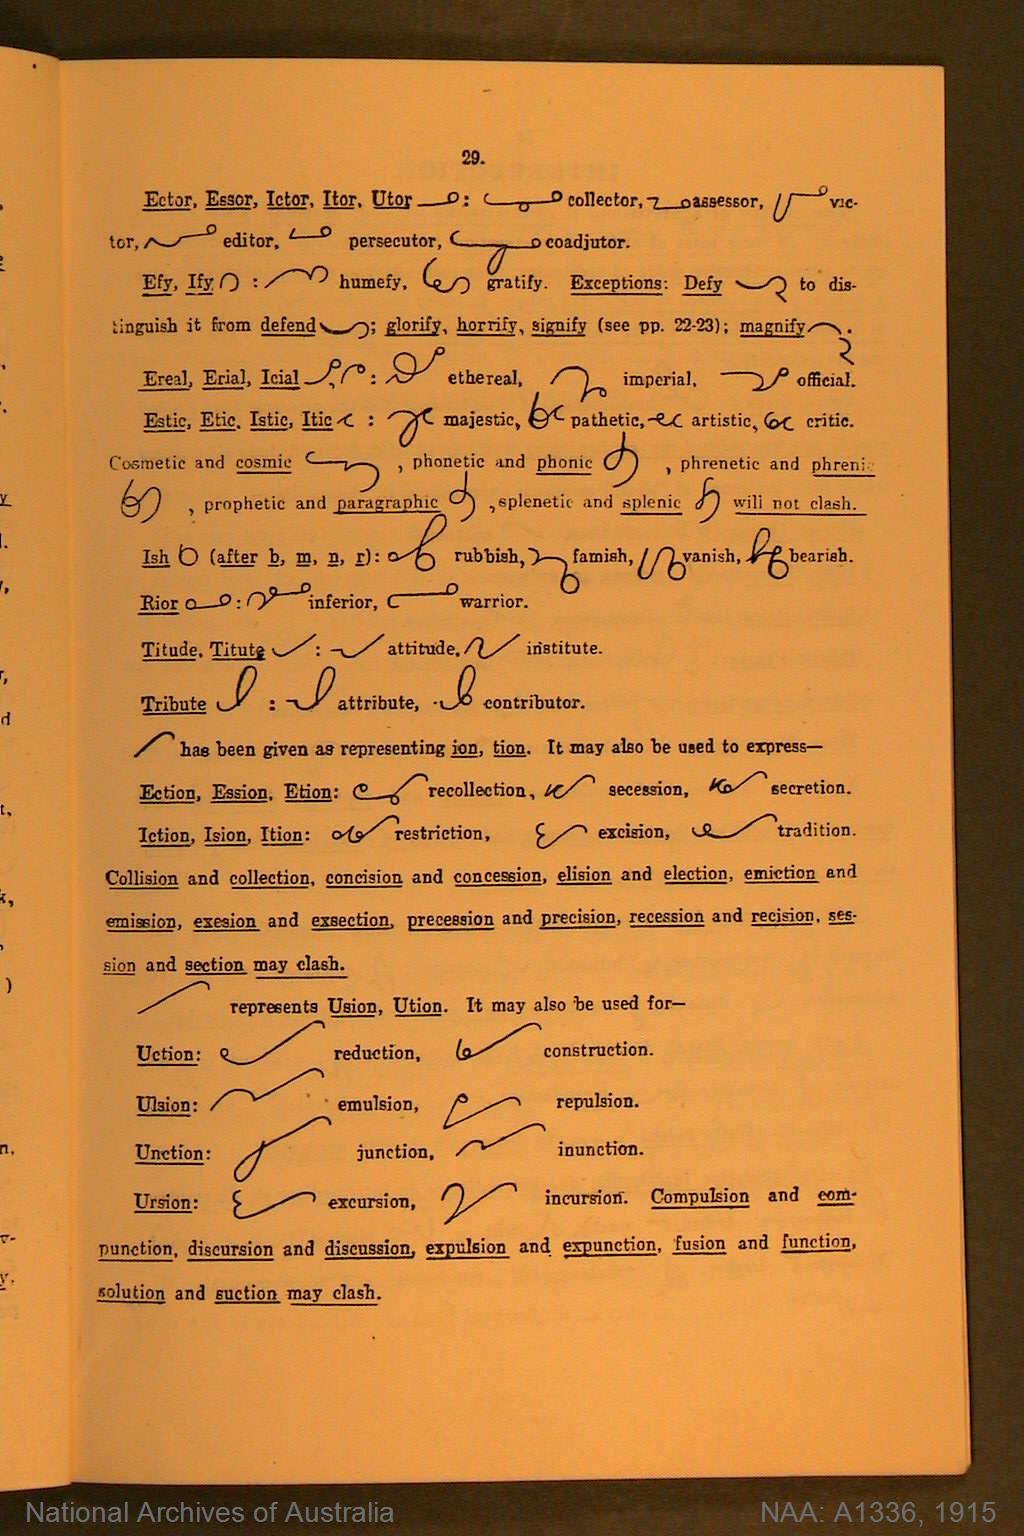 29.
Ector, Essor, Ictor, Itor, Utor : collector, assessor, vic-
tor, editor, persecutor, coadjutor.
Efy, Ify : humefy, gratify. Exceptions: Defy to dis-
tinguish it from defend ; glorify, horrify, signify (see pp. 22-23); magnify .
Ereal, Erial, Icial , : ethereal, imperial, official.
Estic, Etic, Istic, Itic : majestic, pathetic, artistic, critic.
Cosmetic and cosmic , phonetic and phonic , phrenetic and phrenic
, prophetic and paragraphic , splenetic and splenic will not clash.
Ish (after b, m, n, r): rubbish, famish, vanish, bearish.
Rior : inferior, warrior.
Titude, Titute : attitude, institute.
Tribute : attribute, contributor.
has been given as representing ion, tion. It may also be used to express—
Ection, Ession, Etion: recollection, secession, secretion.
Iction, Ision, Ition: restriction, excision, tradition.
Collision and collection, concision and concession, elision and election, emiction and
emission, exesion and exsection, precession and precision, recession and recision, ses-
sion and section may clash.
represents Usion, Ution. It may also be used for—
Uction: reduction, construction.
Ulsion: emulsion, repulsion.
Unction: junction, inunction.
Ursion: excursion, incursion. Compulsion and com-
punction, discursion and discussion, expulsion and expunction, fusion and function,
solution and suction may clash.
National Archives of Australia
NAA: A1336, 1915